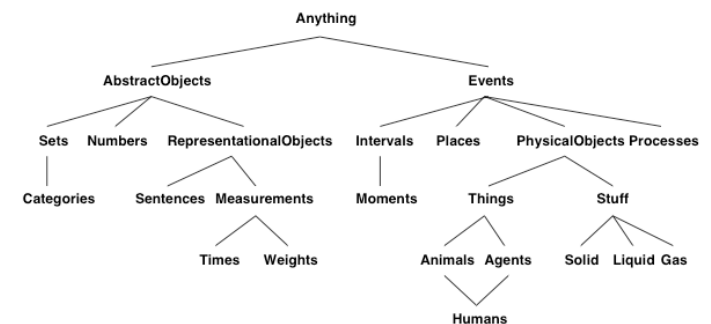 Anything
AbstractObjects Events
Sets Numbers RepresentationalObjects Intervals Places PhysicalObjects Processes
Categories Sentences Measurements Moments Things Stuff
Times Weights Animals Agents Solid Liquid Gas
Humans